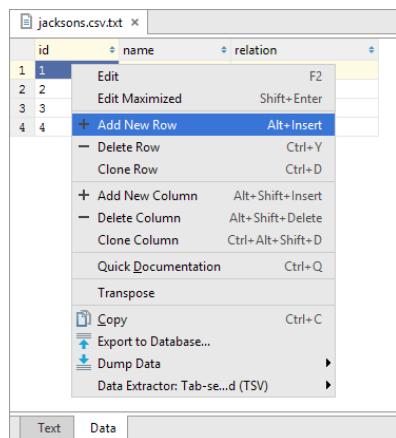 jacksons.csv.txt ×
id name relation
1 1
2 2
3 3
4 4
Edit F2
Edit Maximized Shift+Enter
Add New Row Alt+Insert
Delete Row Ctrl+Y
Clone Row Ctrl+D
Add New Column Alt+Shift+Insert
Delete Column Alt+Shift+Delete
Clone Column Ctrl+Alt+Shift+D
Quick Documentation Ctrl+Q
Transpose
Copy Ctrl+C
Export to Database...
Dump Data
Data Extractor: Tab-se...d (TSV)
Text Data